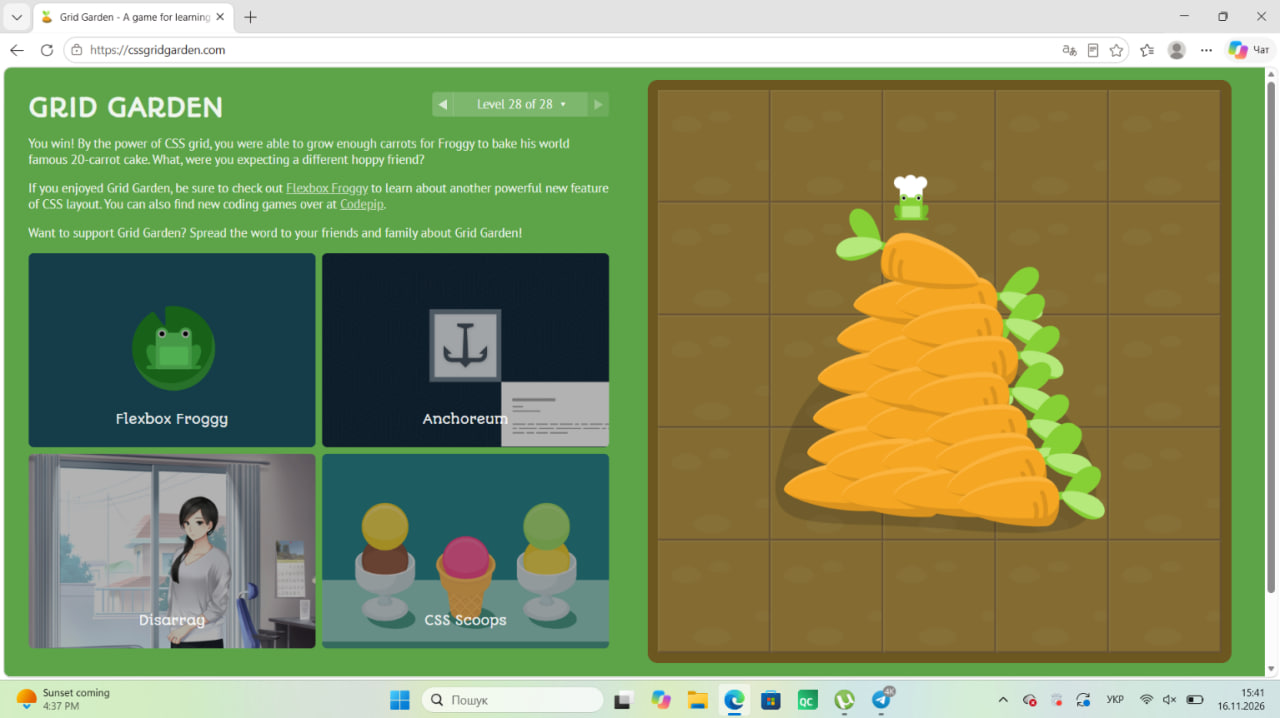 Grid Garden - A game for learning
https://cssgridgarden.com
Чат
GRID GARDEN
Level 28 of 28
You win! By the power of CSS grid, you were able to grow enough carrots for Froggy to bake his world
famous 20-carrot cake. What, were you expecting a different hoppy friend?
If you enjoyed Grid Garden, be sure to check out Flexbox Froggy to learn about another powerful new feature
of CSS layout. You can also find new coding games over at Codepip.
Want to support Grid Garden? Spread the word to your friends and family about Grid Garden!
Flexbox Froggy
Anchoreum
Disarray
CSS Scoops
Sunset coming
4:37 PM
Пошук
QC
4K
УКР
15:41
16.11.2026